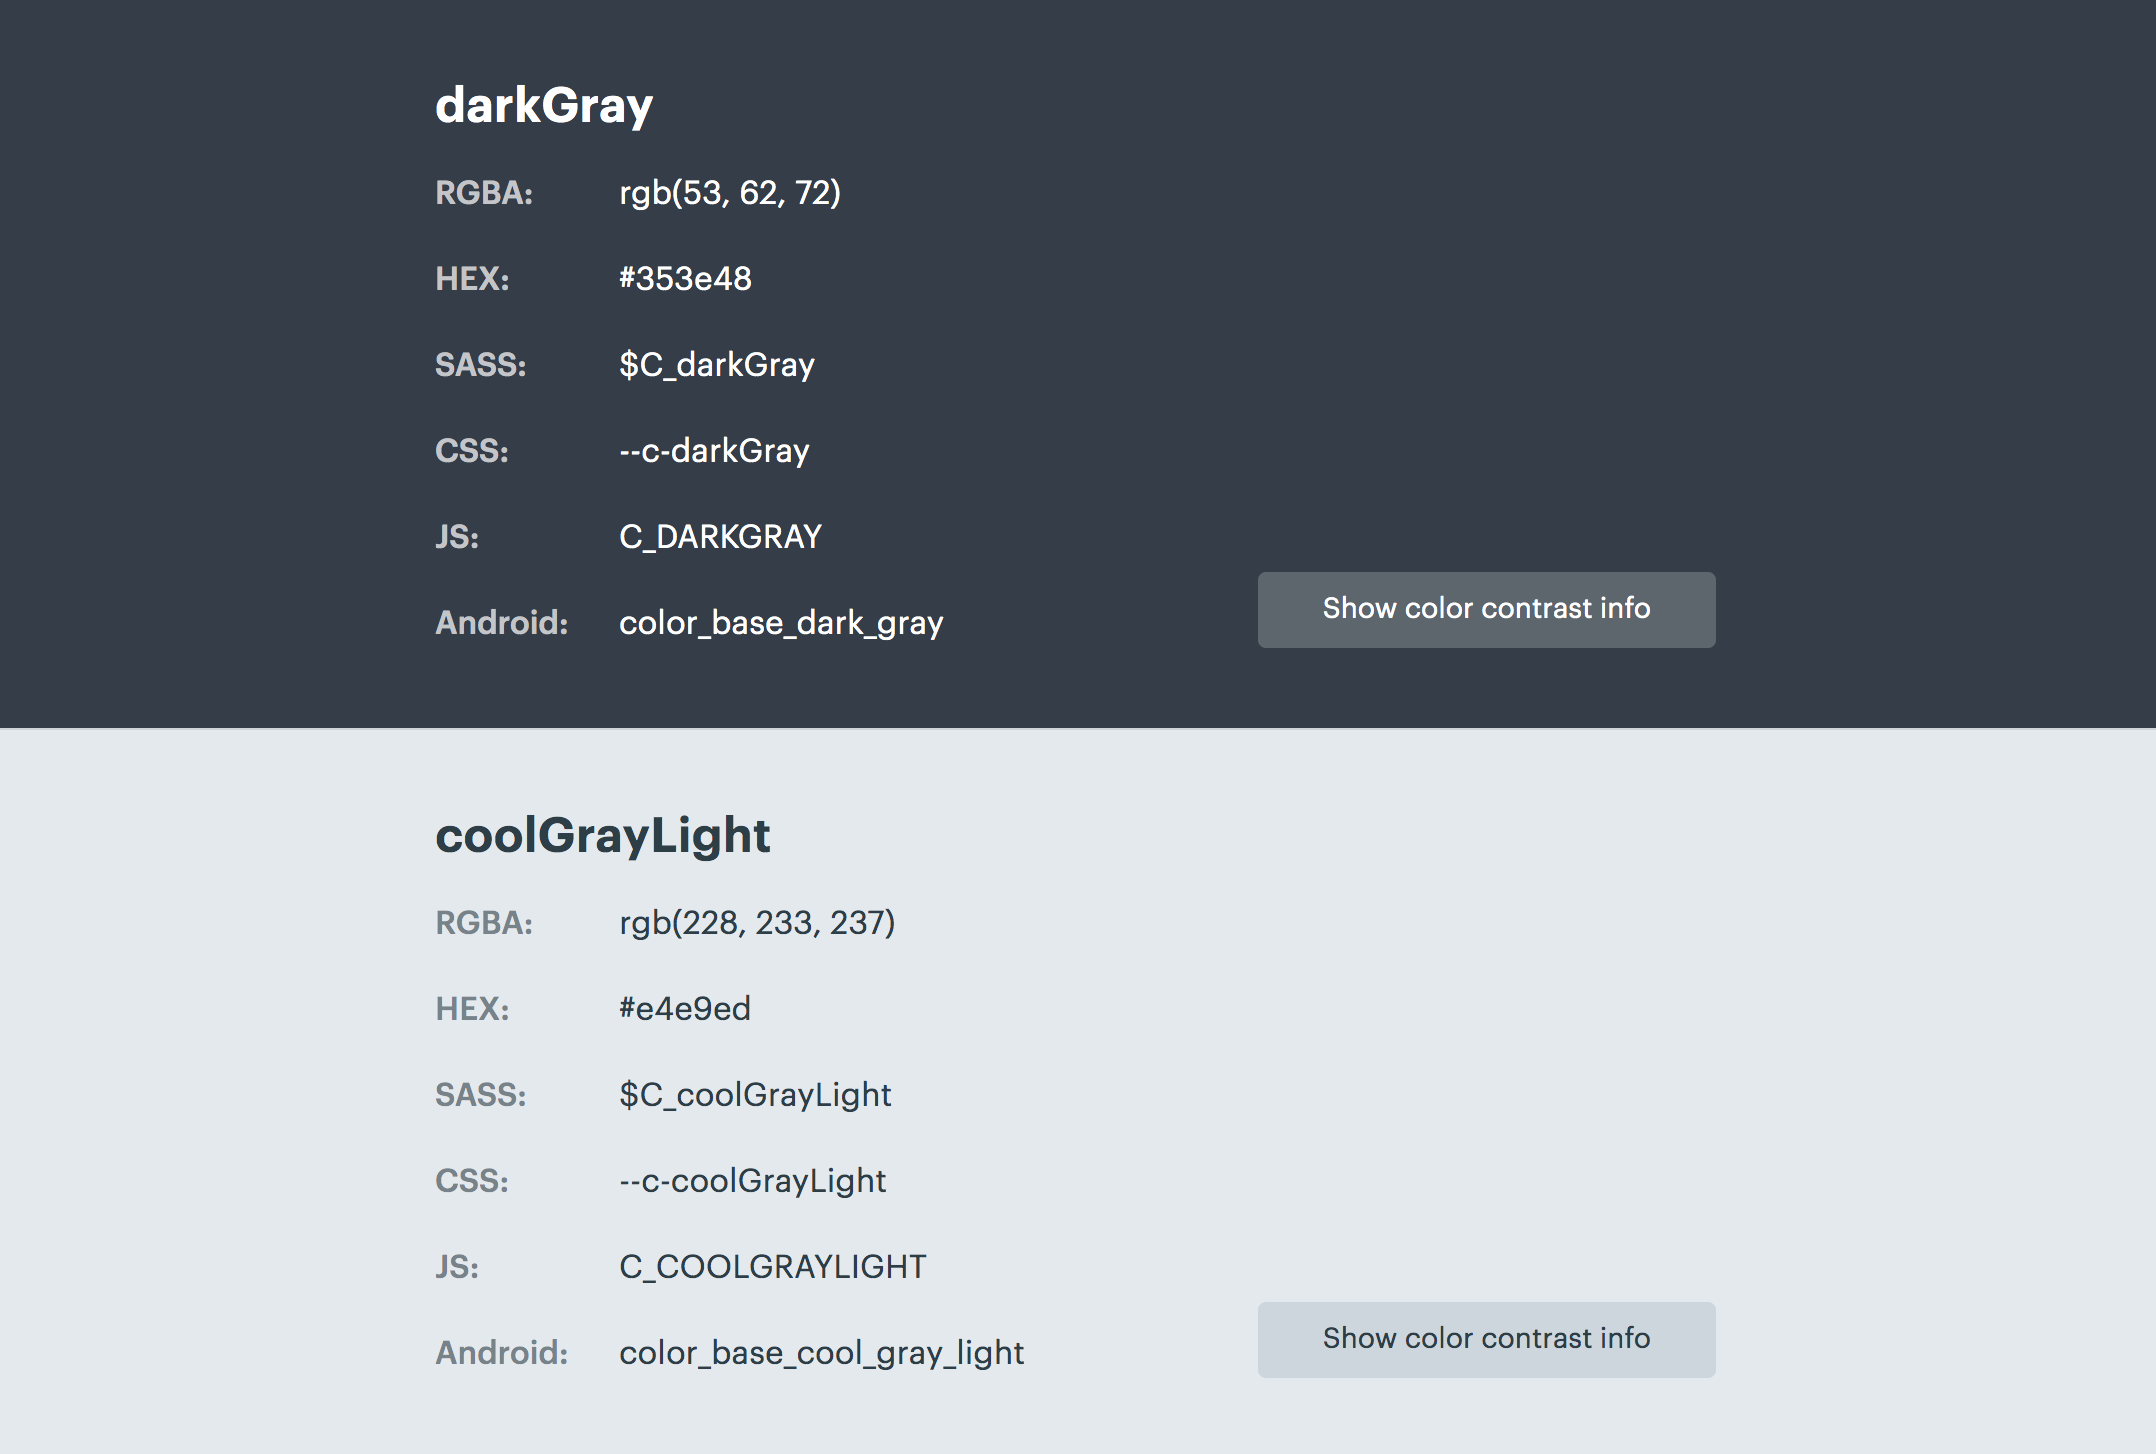 darkGray
RGBA: rgb(53, 62, 72)
HEX: #353e48
SASS: $C_darkGray
CSS: --c-darkGray
JS: C_DARKGRAY
Android: color_base_dark_gray
Show color contrast info
coolGrayLight
RGBA: rgb(228, 233, 237)
HEX: #e4e9ed
SASS: $C_coolGrayLight
CSS: --c-coolGrayLight
JS: C_COOLGRAYLIGHT
Android: color_base_cool_gray_light
Show color contrast info